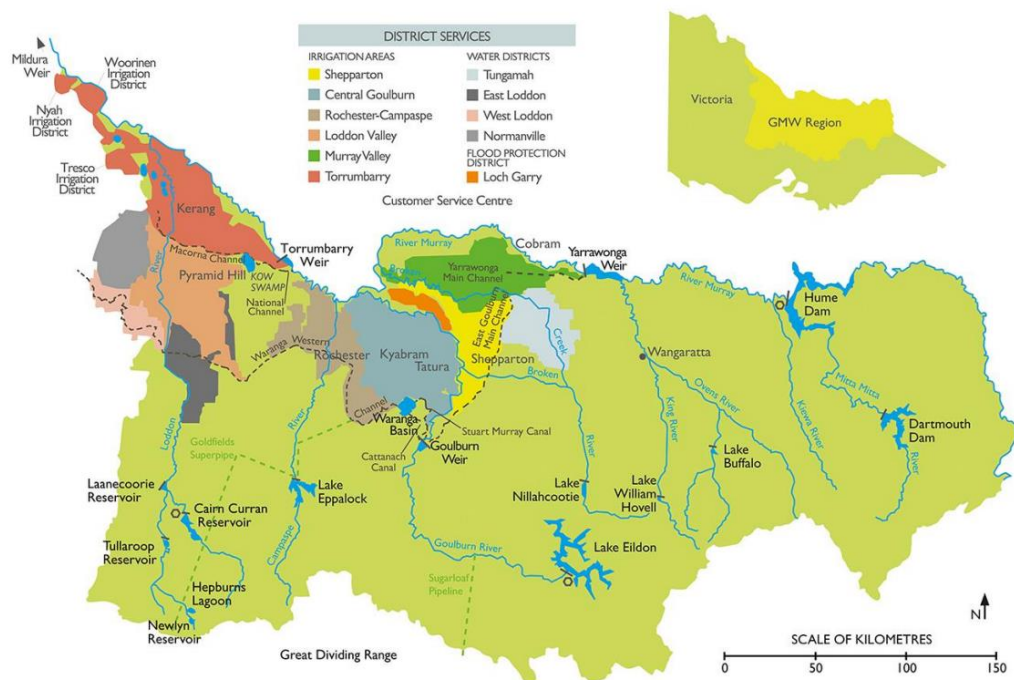 DISTRICT SERVICES
IRRIGATION AREAS
Shepparton
Central Goulburn
Rochester-Campaspe
Loddon Valley
Murray Valley
Torrumbarry
WATER DISTRICTS
Tungamah
East Loddon
West Loddon
Normanville
FLOOD PROTECTION
DISTRICT
Loch Garry
Customer Service Centre
Victoria
GMW Region
Mildura
Weir
Woorinen
Irrigation
District
Nyah
Irrigation
District
Tresco
Irrigation
District
Kerang
River
Macorna Channel
Pyramid Hill
KOW
SWAMP
Torrumbarry
Weir
National
Channel
River Murray
Cobram
Broken
Yarrawonga
Main Channel
Yarrawonga
Weir
River Murray
Hume
Dam
East Goulburn
Main Channel
Creek
Waranga Western
Rochester
Kyabram
Tatura
Shepparton
Broken
Wangaratta
Ovens River
King River
Kiewa River
Mitta Mitta
River
Dartmouth
Dam
Channel
Waranga
Basin
Stuart Murray Canal
Cattanach
Canal
Goulburn
Weir
River
River
Loddon
Goldfields
Superpipe
Laanecoorie
Reservoir
Cairn Curran
Reservoir
Lake
Eppalock
Campaspe
Tullaroop
Reservoir
Hepburns
Lagoon
Newlyn
Reservoir
Lake
Nillahcootie
Lake
William
Hovell
Lake
Buffalo
Lake Eildon
Goulburn River
Sugarloaf
Pipeline
Great Dividing Range
N
SCALE OF KILOMETRES
0 50 100 150